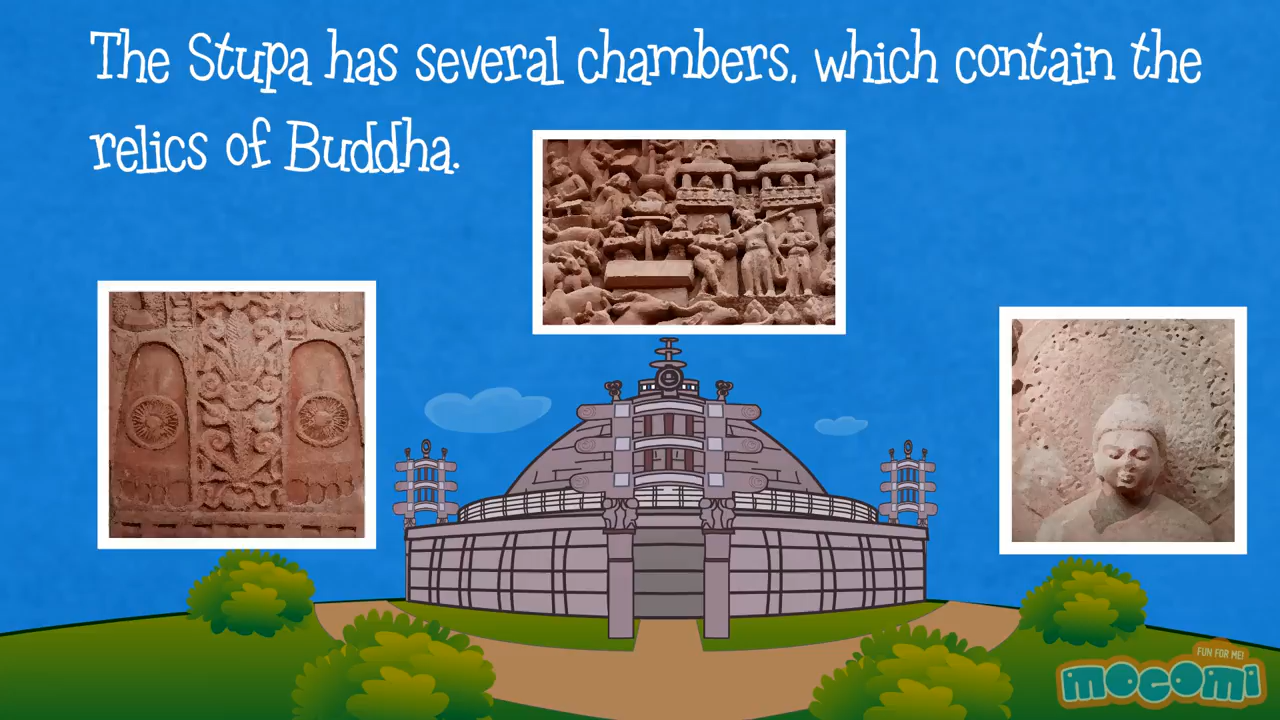 The Stupa has several chambers, which contain the
relics of Buddha.
FUN FOR ME!
mocomi